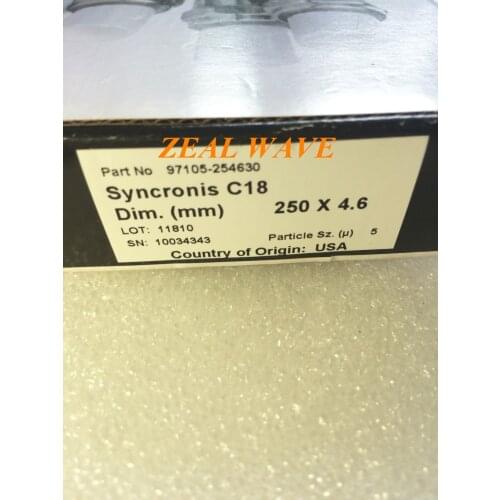 ZEAL WAVE
Part No 97105-254630
Syncronis C18
Dim. (mm) 250 X 4.6
LOT: 11810
SN: 10034343 Particle Sz. (µ) 5
Country of Origin: USA